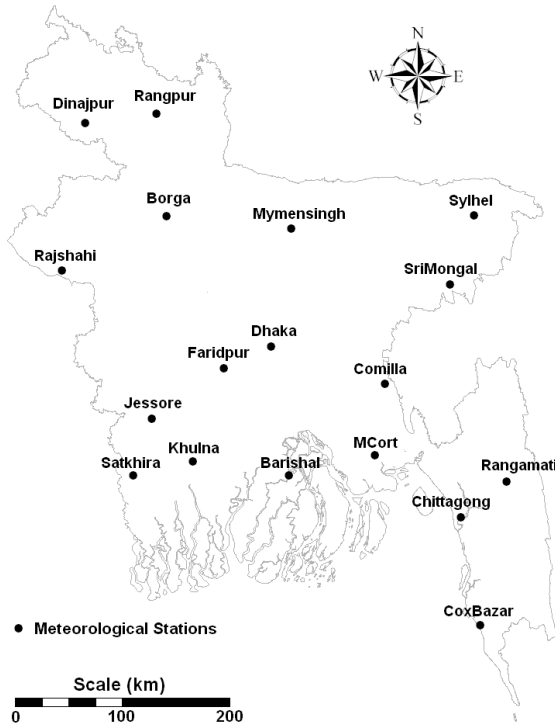 N
W E
S
Dinajpur
Rangpur
Borga
Mymensingh
Sylhel
Rajshahi
SriMongal
Dhaka
Faridpur
Comilla
Jessore
MCort
Khulna
Satkhira
Barishal
Rangamati
Chittagong
CoxBazar
Meteorological Stations
Scale (km)
0 100 200